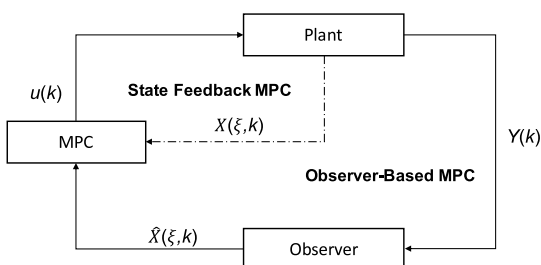 Plant
u(k)
State Feedback MPC
X(ξ,k)
MPC
Y(k)
Observer-Based MPC
X̂(ξ,k)
Observer